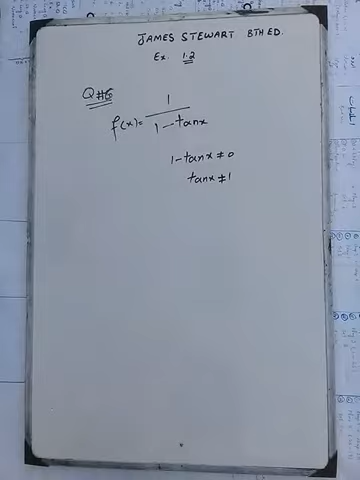 JAMES STEWART 8TH ED.
Ex. 1.2
Q#6
f(x)= 1/(1-tanx)
1-tanx≠0
tanx≠1